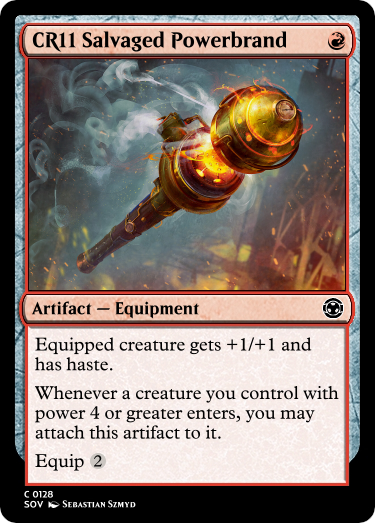 CR11 Salvaged Powerbrand
Artifact — Equipment
Equipped creature gets +1/+1 and
has haste.
Whenever a creature you control with
power 4 or greater enters, you may
attach this artifact to it.
Equip 2
C 0128
SOV Sebastian Szmyd